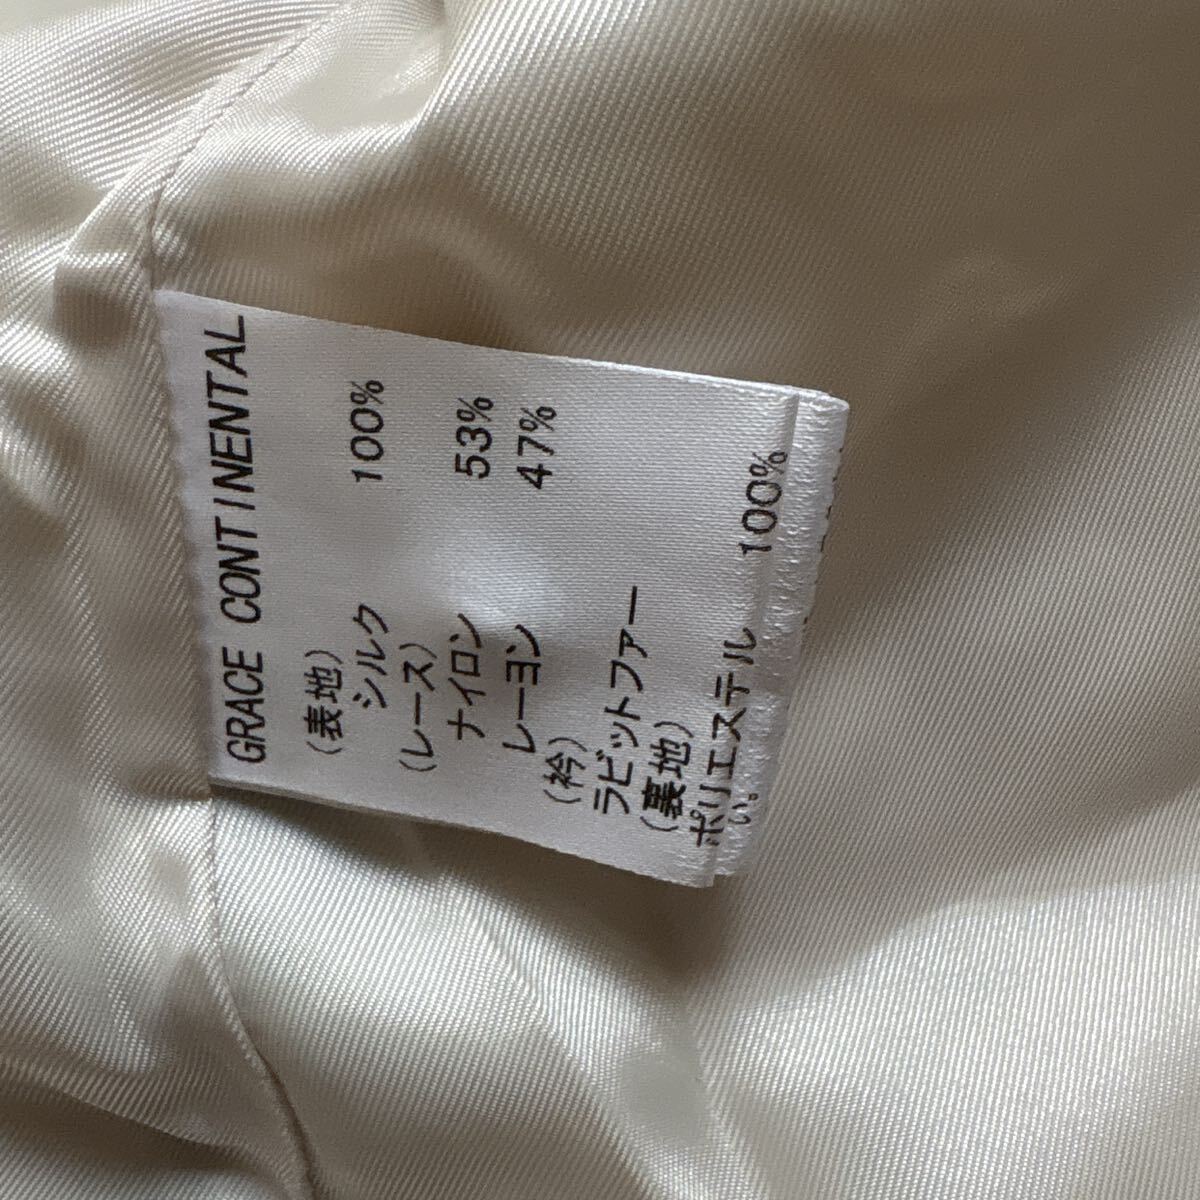 GRACE CONTINENTAL
(表地)
シルク 100%
(レース)
ナイロン 53%
レーヨン 47%
(衿)
ラビットファー
(裏地)
ポリエステル 100%
い。